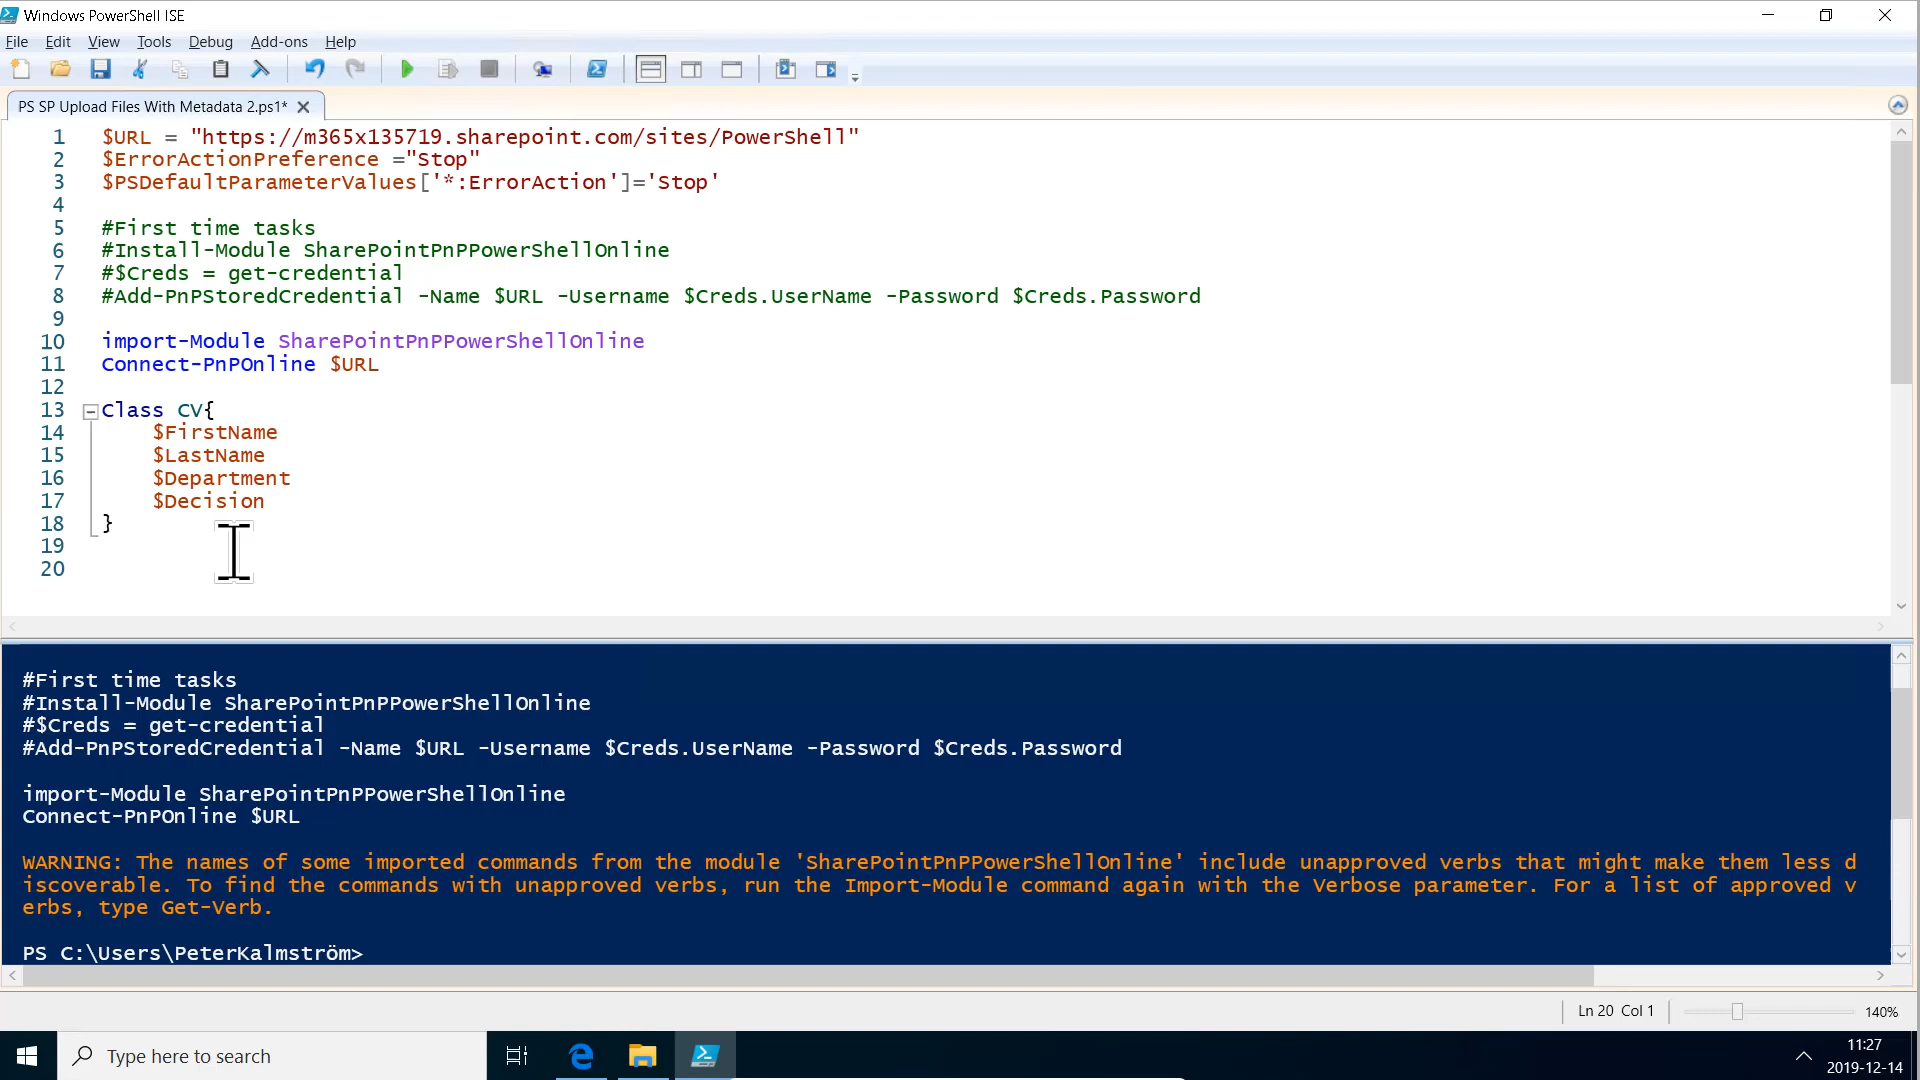 Windows PowerShell ISE
File Edit View Tools Debug Add-ons Help
PS SP Upload Files With Metadata 2.ps1*
1 $URL = "https://m365x135719.sharepoint.com/sites/PowerShell"
2 $ErrorActionPreference ="Stop"
3 $PSDefaultParameterValues['*:ErrorAction']='Stop'
4
5 #First time tasks
6 #Install-Module SharePointPnPPowerShellOnline
7 #$Creds = get-credential
8 #Add-PnPStoredCredential -Name $URL -Username $Creds.UserName -Password $Creds.Password
9
10 import-Module SharePointPnPPowerShellOnline
11 Connect-PnPOnline $URL
12
13 Class CV{
14 $FirstName
15 $LastName
16 $Department
17 $Decision
18 }
19
20
#First time tasks
#Install-Module SharePointPnPPowerShellOnline
#$Creds = get-credential
#Add-PnPStoredCredential -Name $URL -Username $Creds.UserName -Password $Creds.Password
import-Module SharePointPnPPowerShellOnline
Connect-PnPOnline $URL
WARNING: The names of some imported commands from the module 'SharePointPnPPowerShellOnline' include unapproved verbs that might make them less d
iscoverable. To find the commands with unapproved verbs, run the Import-Module command again with the Verbose parameter. For a list of approved v
erbs, type Get-Verb.
PS C:\Users\PeterKalmström>
Ln 20 Col 1 140%
Type here to search
11:27
2019-12-14